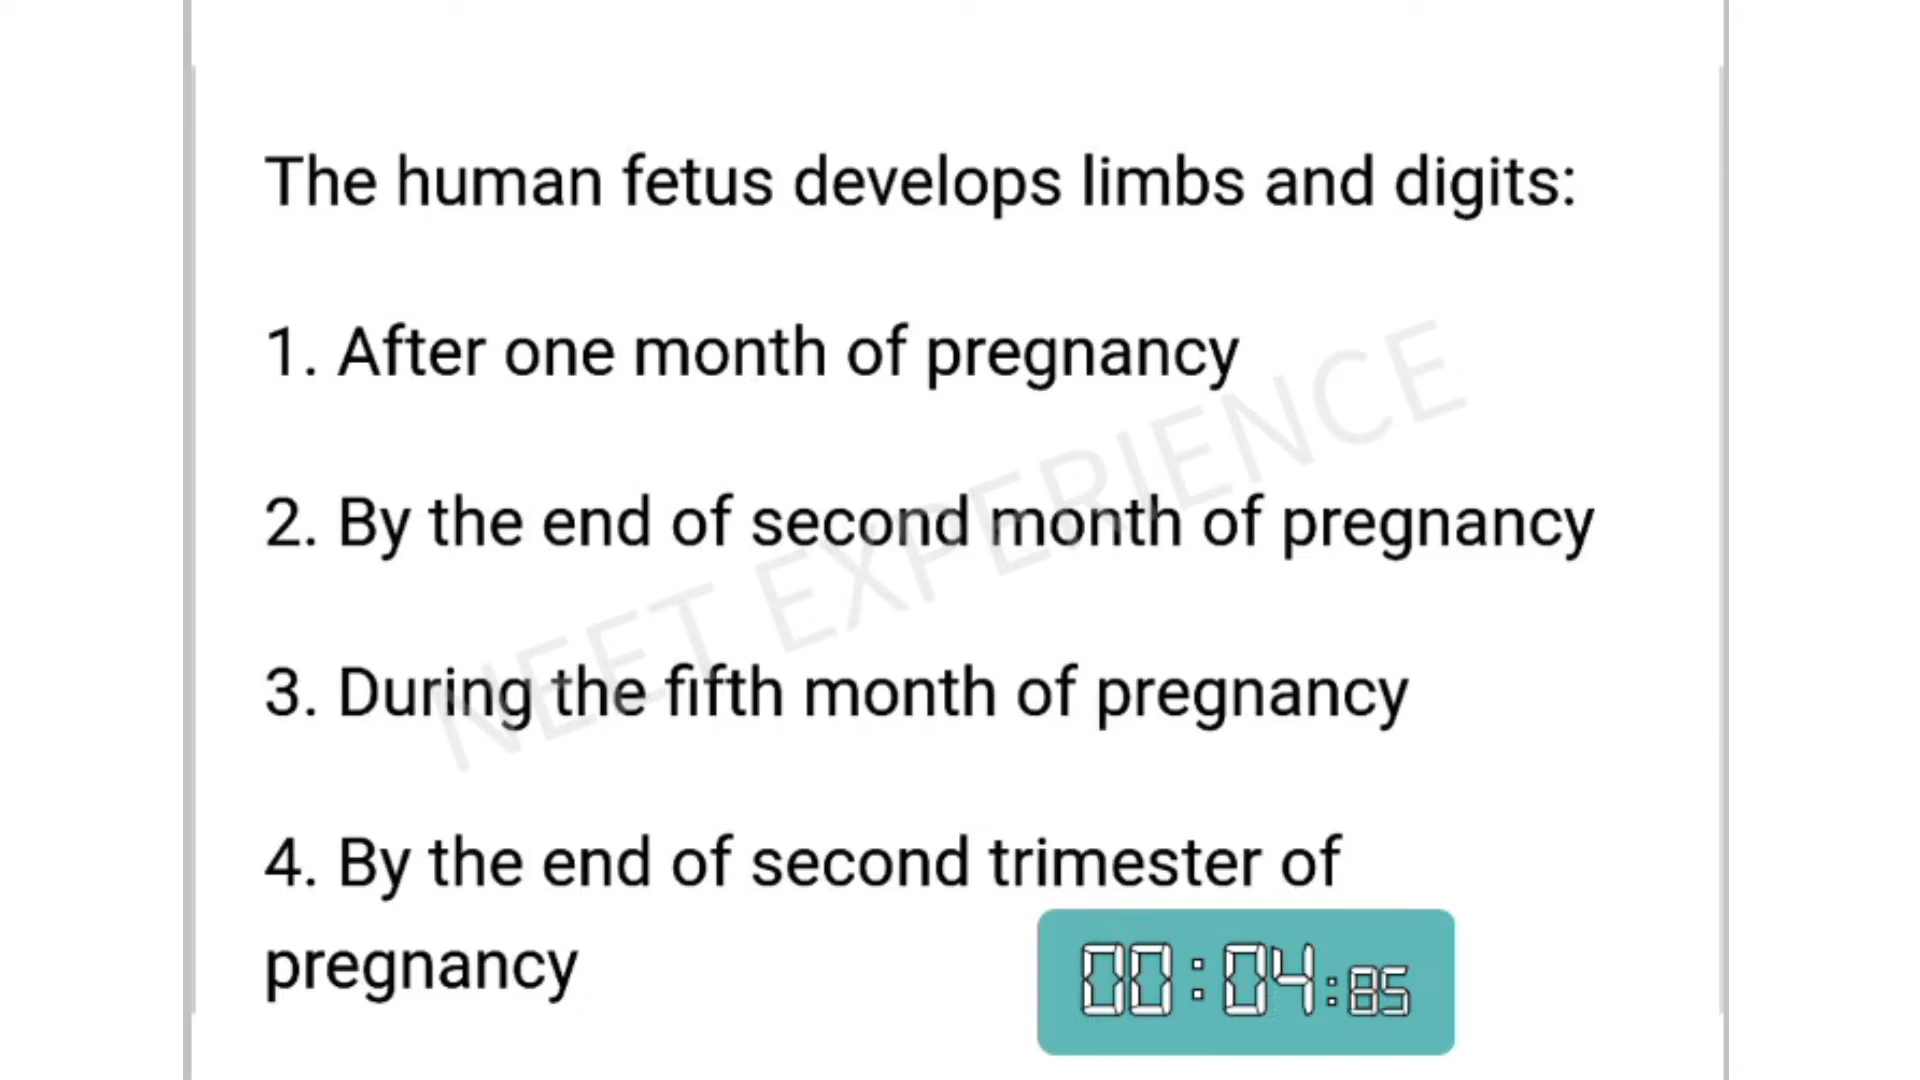 The human fetus develops limbs and digits:
1. After one month of pregnancy
2. By the end of second month of pregnancy
3. During the fifth month of pregnancy
4. By the end of second trimester of
pregnancy
NEET EXPERIENCE
00:04:85